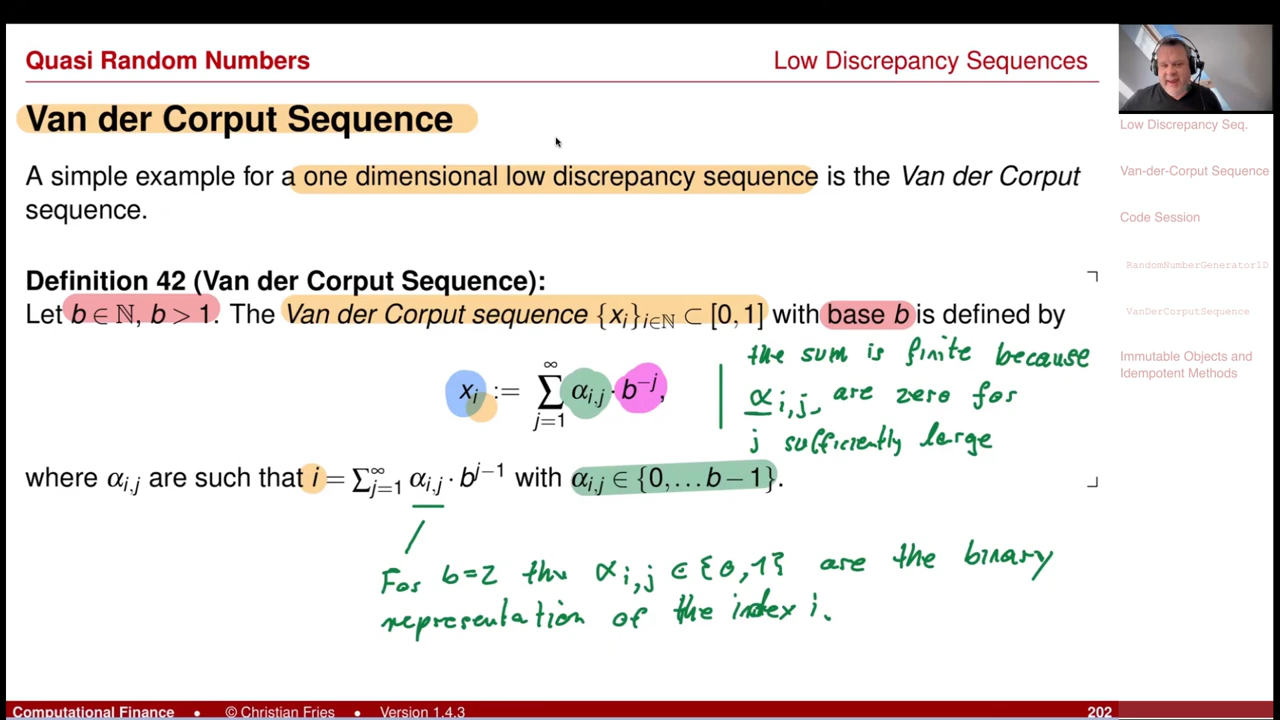 Quasi Random Numbers
Low Discrepancy Sequences
Van der Corput Sequence
A simple example for a one dimensional low discrepancy sequence is the Van der Corput
sequence.
Definition 42 (Van der Corput Sequence):
Let b ∈ ℕ, b > 1. The Van der Corput sequence {x_i}_{i∈ℕ} ⊂ [0,1] with base b is defined by
x_i := ∑_{j=1}^{∞} α_{i,j} · b^{−j},
the sum is finite because
α i,j, are zero for
j sufficiently large
where α_{i,j} are such that i = ∑_{j=1}^{∞} α_{i,j} · b^{j−1} with α_{i,j} ∈ {0,...b−1}.
For b=2 the α i,j ∈ {0,1} are the binary
representation of the index i.
Low Discrepancy Seq.
Van-der-Corput Sequence
Code Session
RandomNumberGenerator1D
VanDerCorputSequence
Immutable Objects and
Idempotent Methods
Computational Finance • © Christian Fries • Version 1.4.3
202